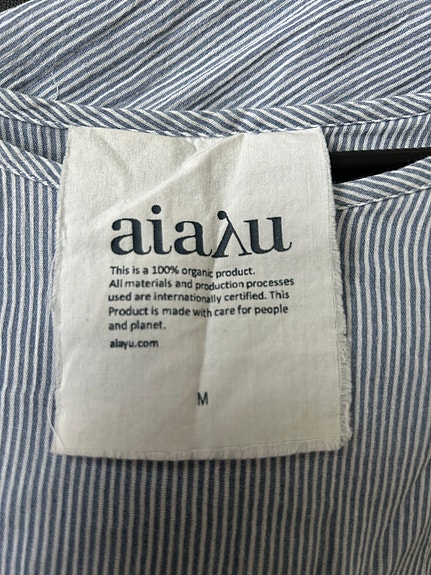 aiaλu
This is a 100% organic product.
All materials and production processes
used are internationally certified. This
Product is made with care for people
and planet.
aiayu.com
M